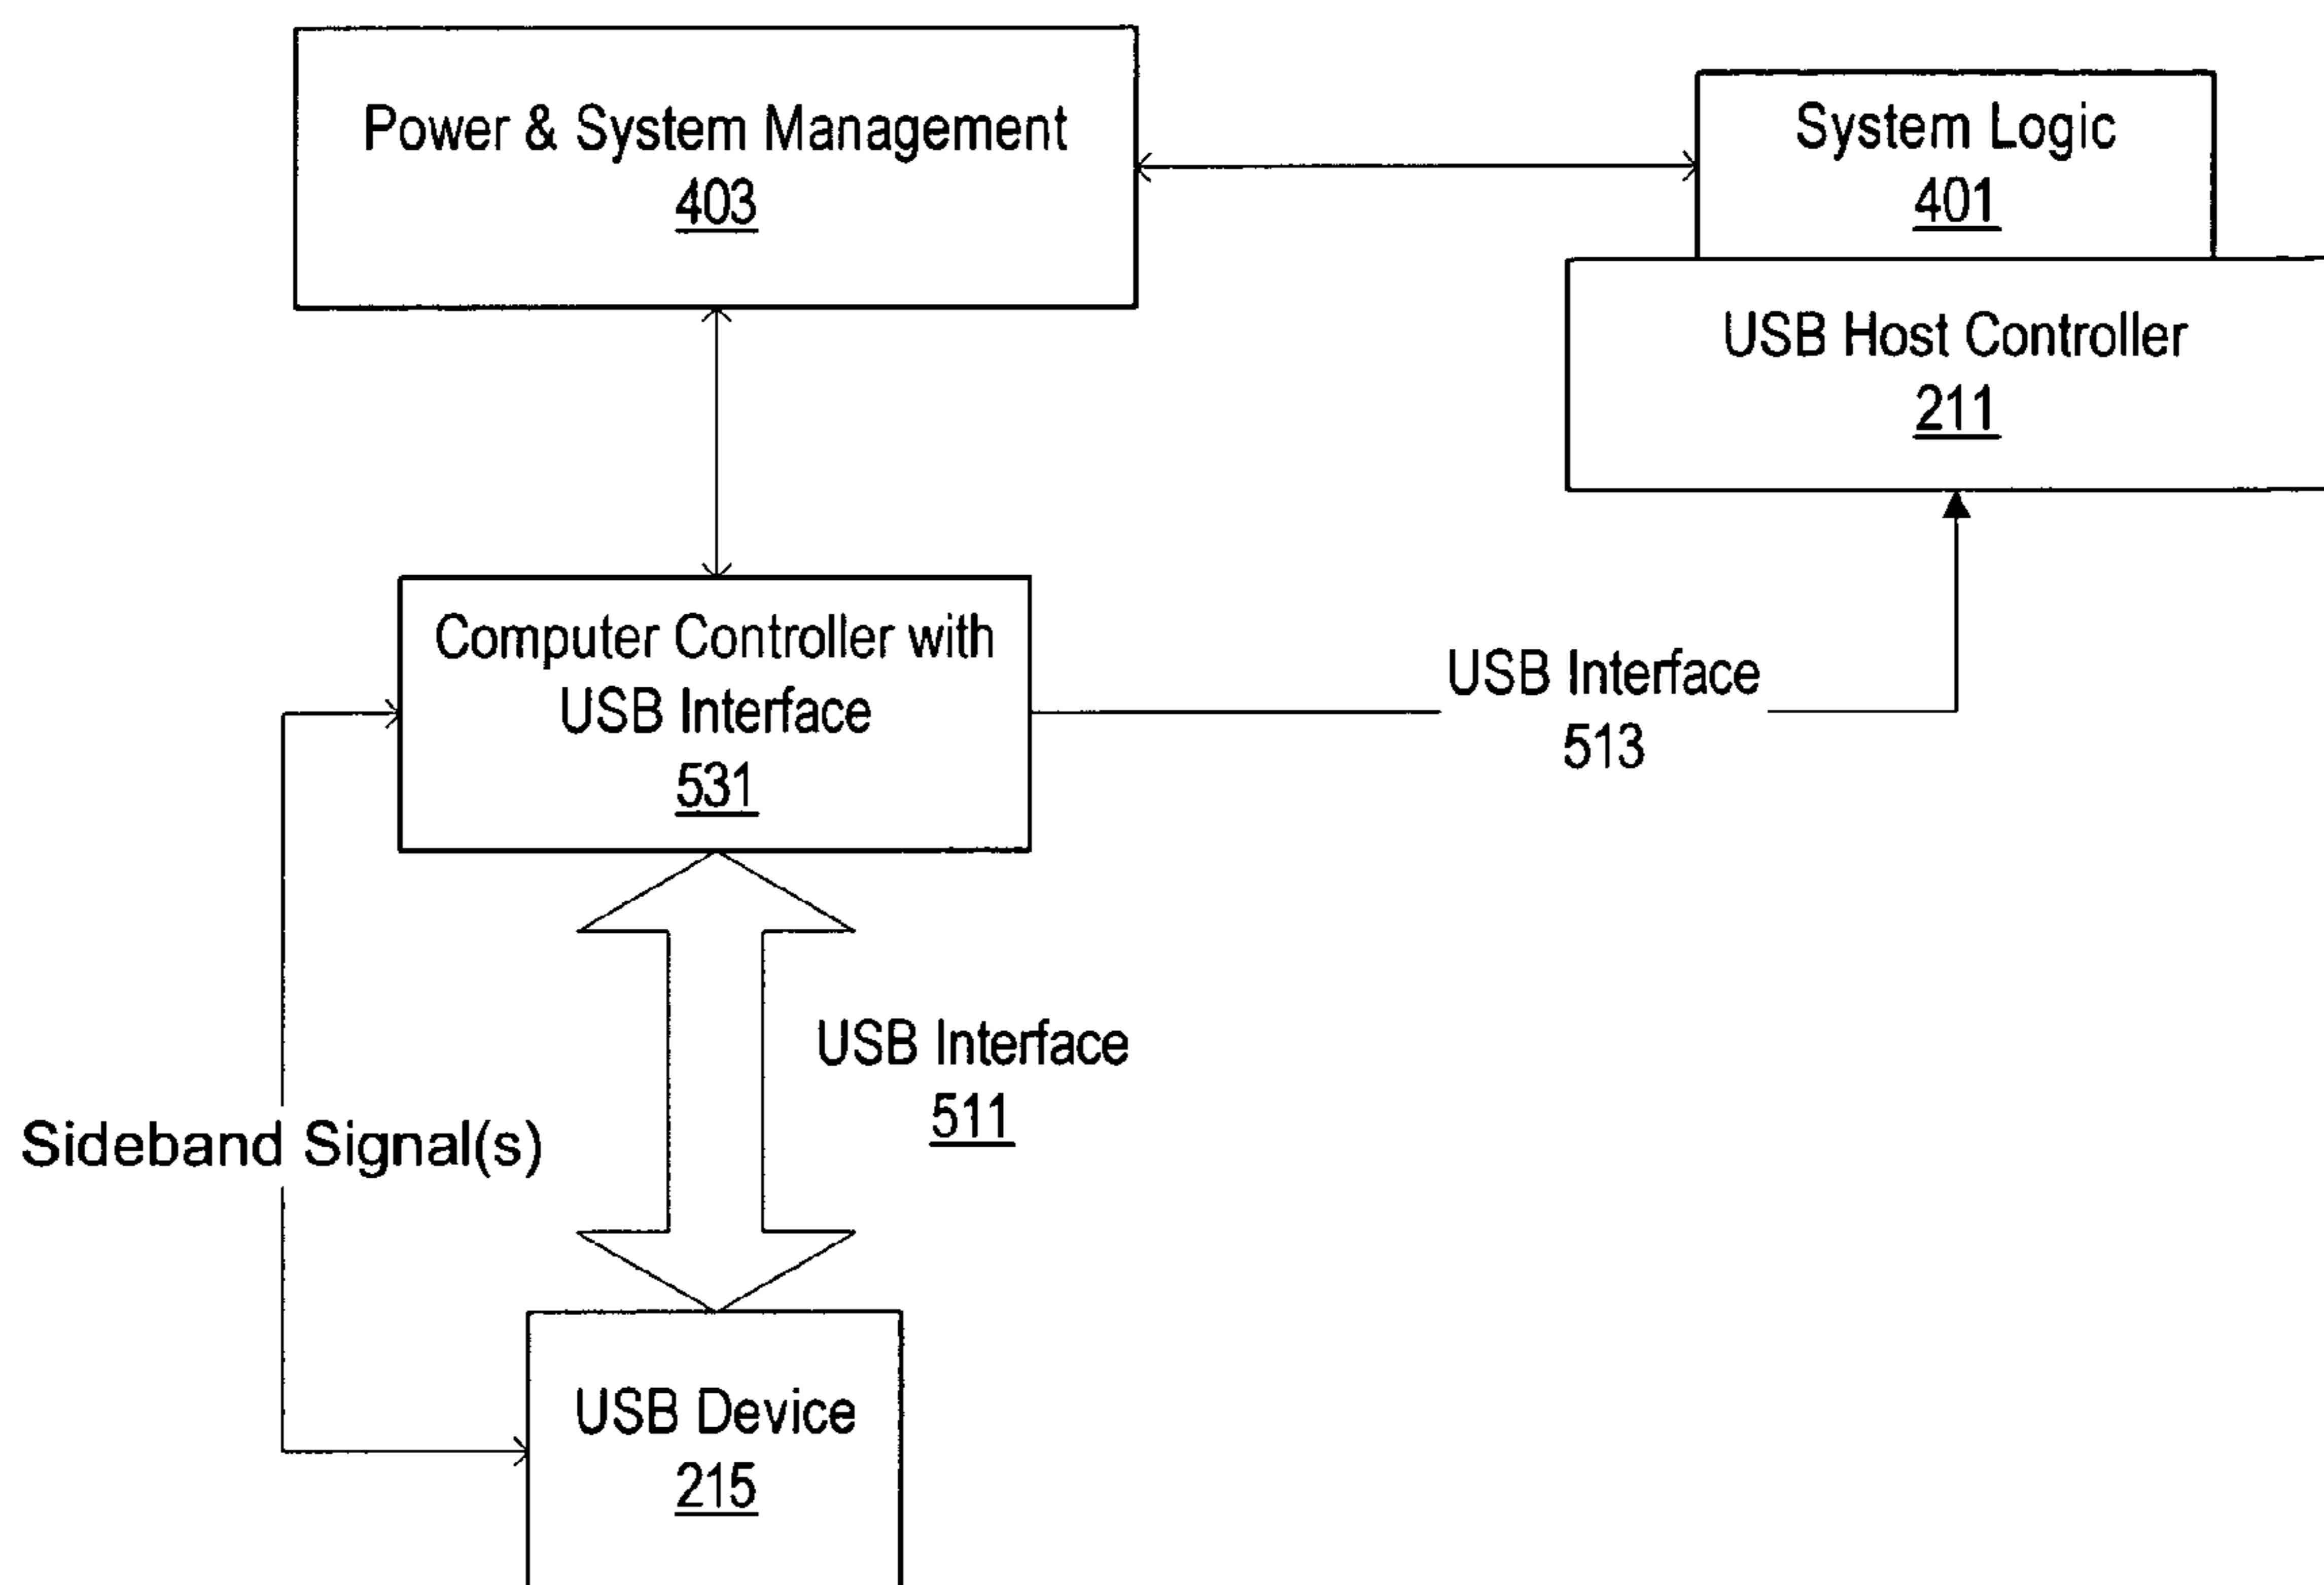 Power & System Management
403
System Logic
401
USB Host Controller
211
Computer Controller with
USB Interface
531
USB Interface
513
USB Interface
511
Sideband Signal(s)
USB Device
215